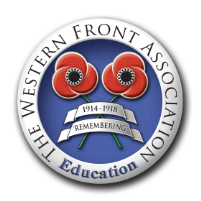 THE WESTERN FRONT ASSOCIATION
1914-1918
REMEMBERING
Education